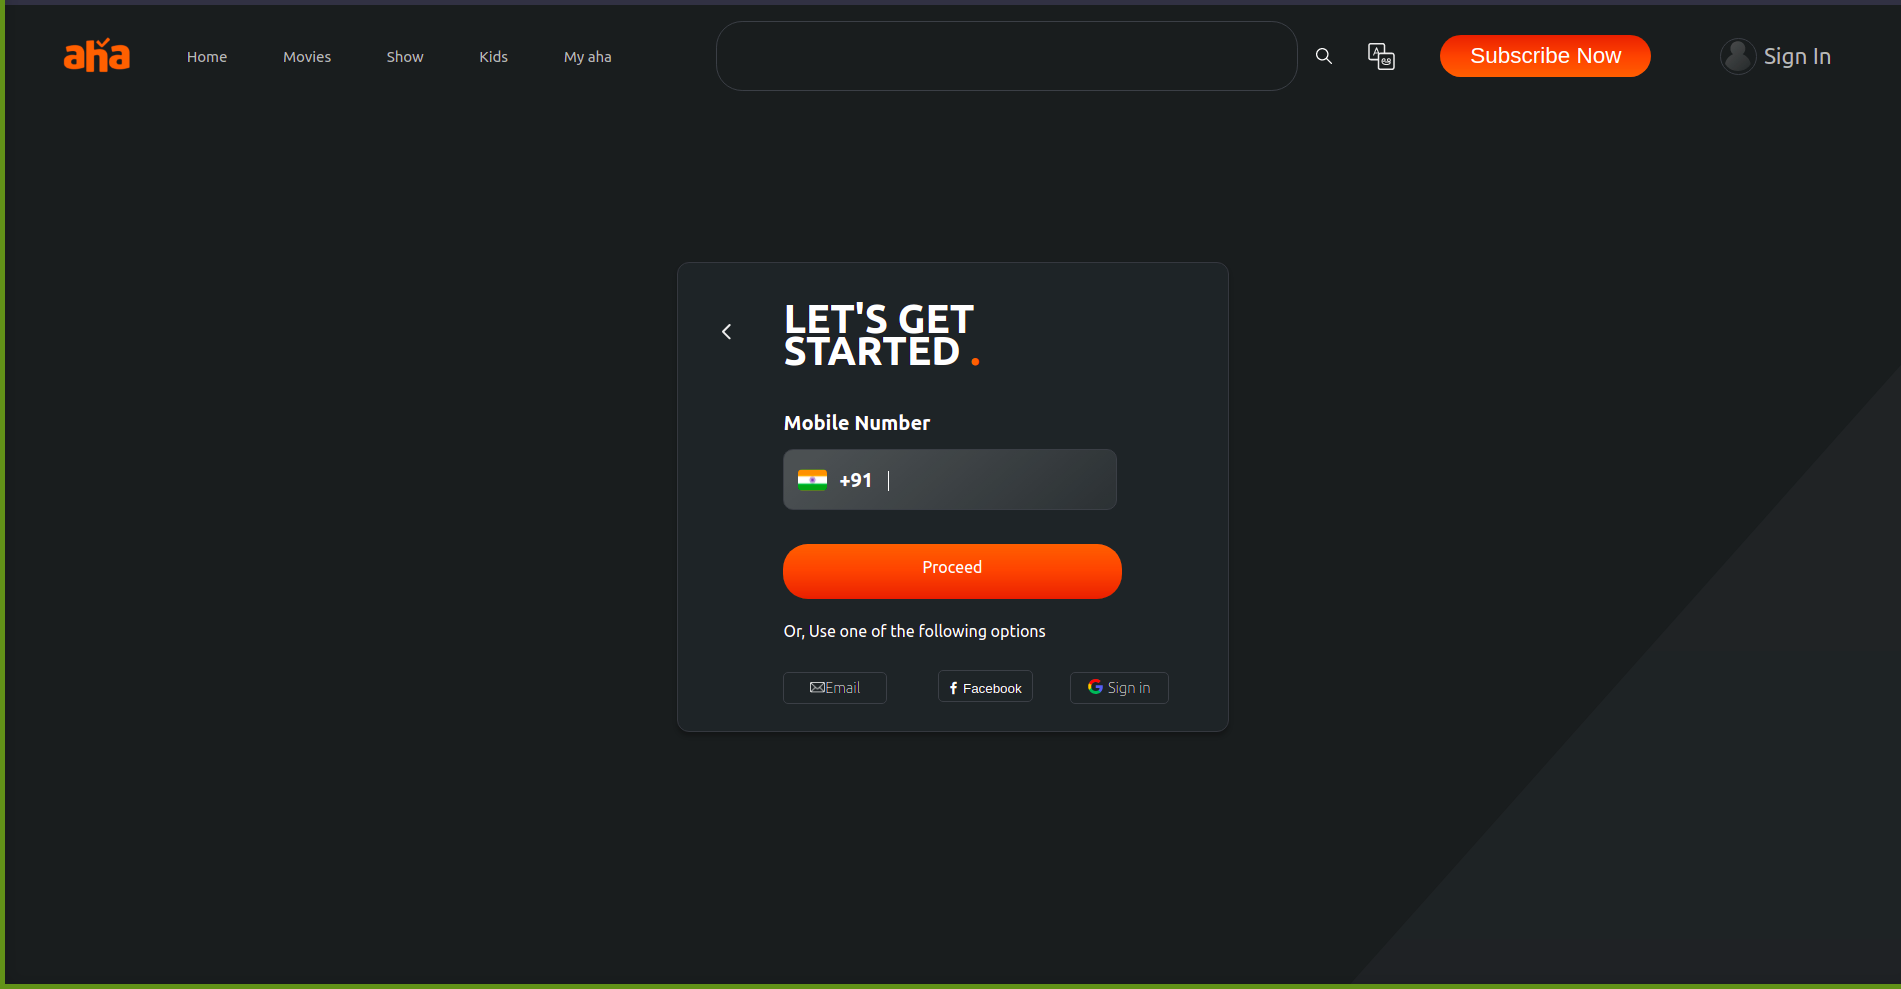 aha
Home
Movies
Show
Kids
My aha
Subscribe Now
Sign In
LET'S GET
STARTED .
Mobile Number
+91
Proceed
Or, Use one of the following options
Email
Facebook
Sign in